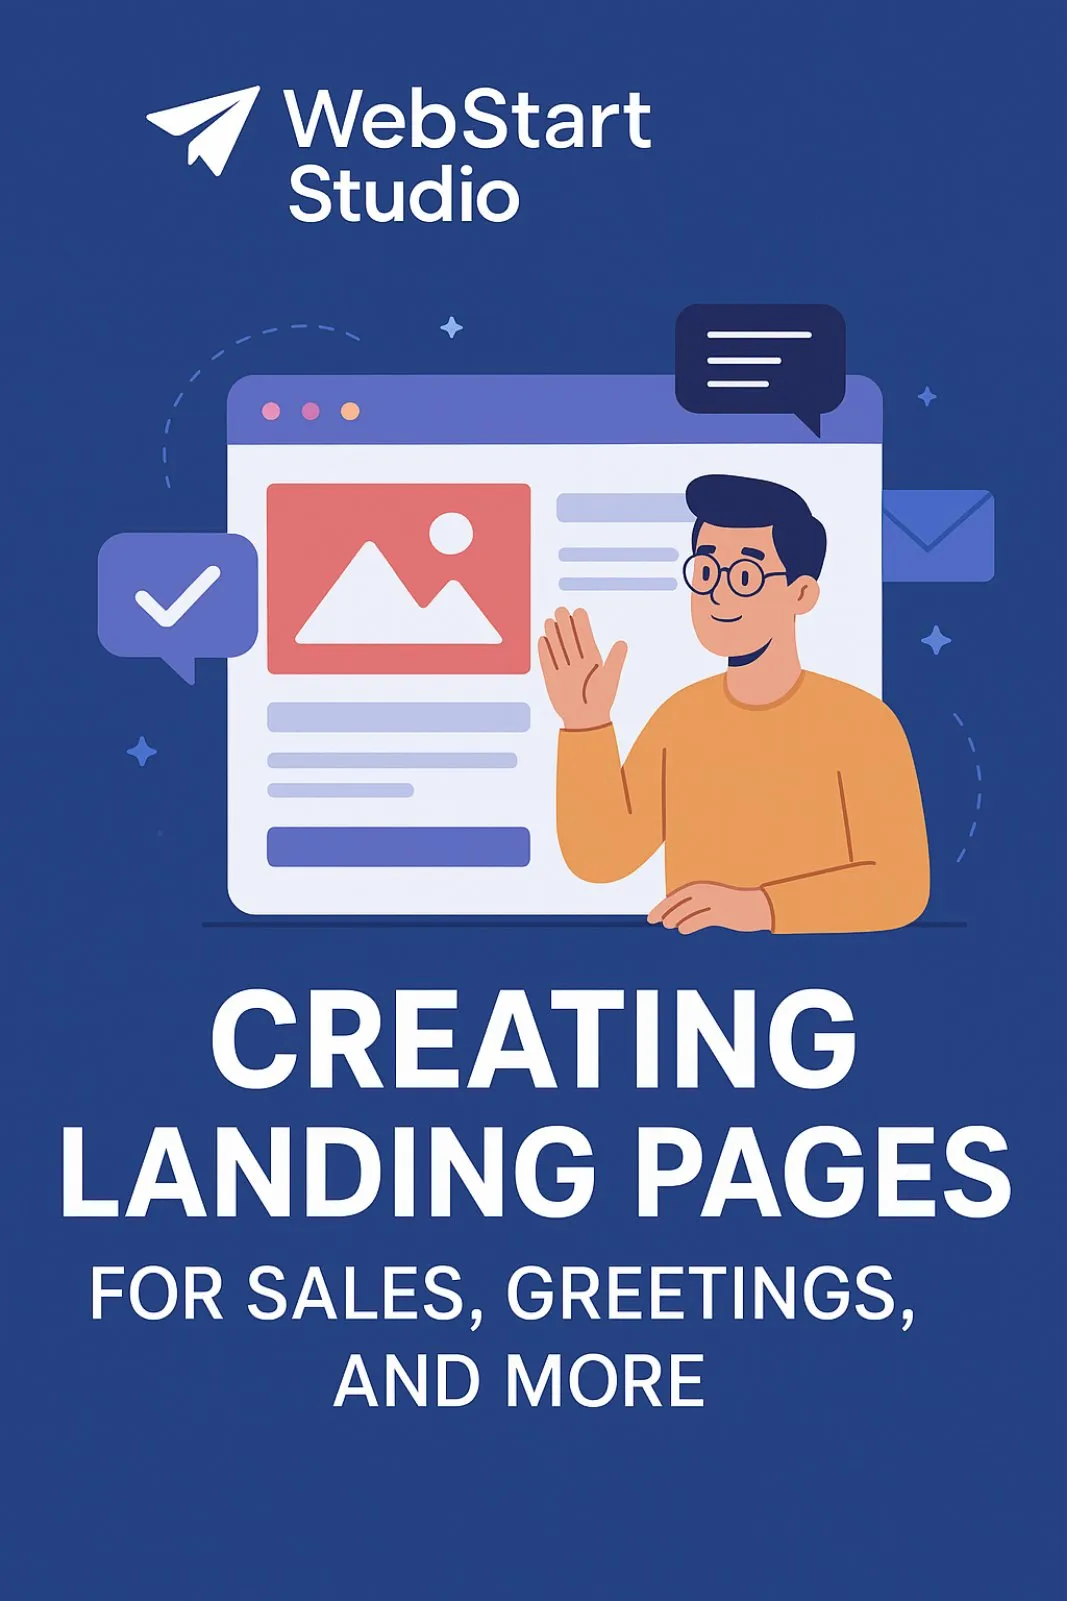 WebStart
Studio
CREATING
LANDING PAGES
FOR SALES, GREETINGS,
AND MORE